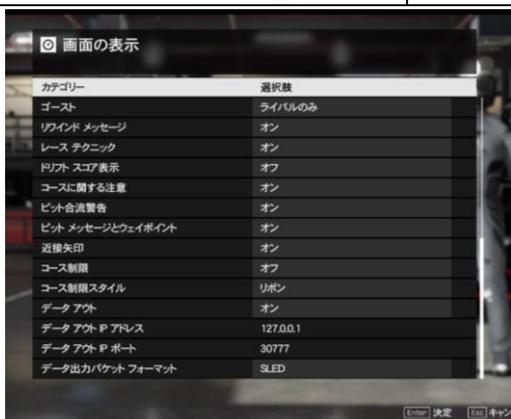 画面の表示
カテゴリー 選択肢
ゴースト ライバルのみ
リワインド メッセージ オン
レース テクニック オン
ドリフト スコア表示 オフ
コースに関する注意 オン
ピット合流警告 オン
ピット メッセージとウェイポイント オン
近接矢印 オン
コース制限 オフ
コース制限スタイル リボン
データ アウト オン
データ アウト IP アドレス 127.0.0.1
データ アウト IP ポート 30777
データ出力パケット フォーマット SLED
Enter 決定 Esc キャン